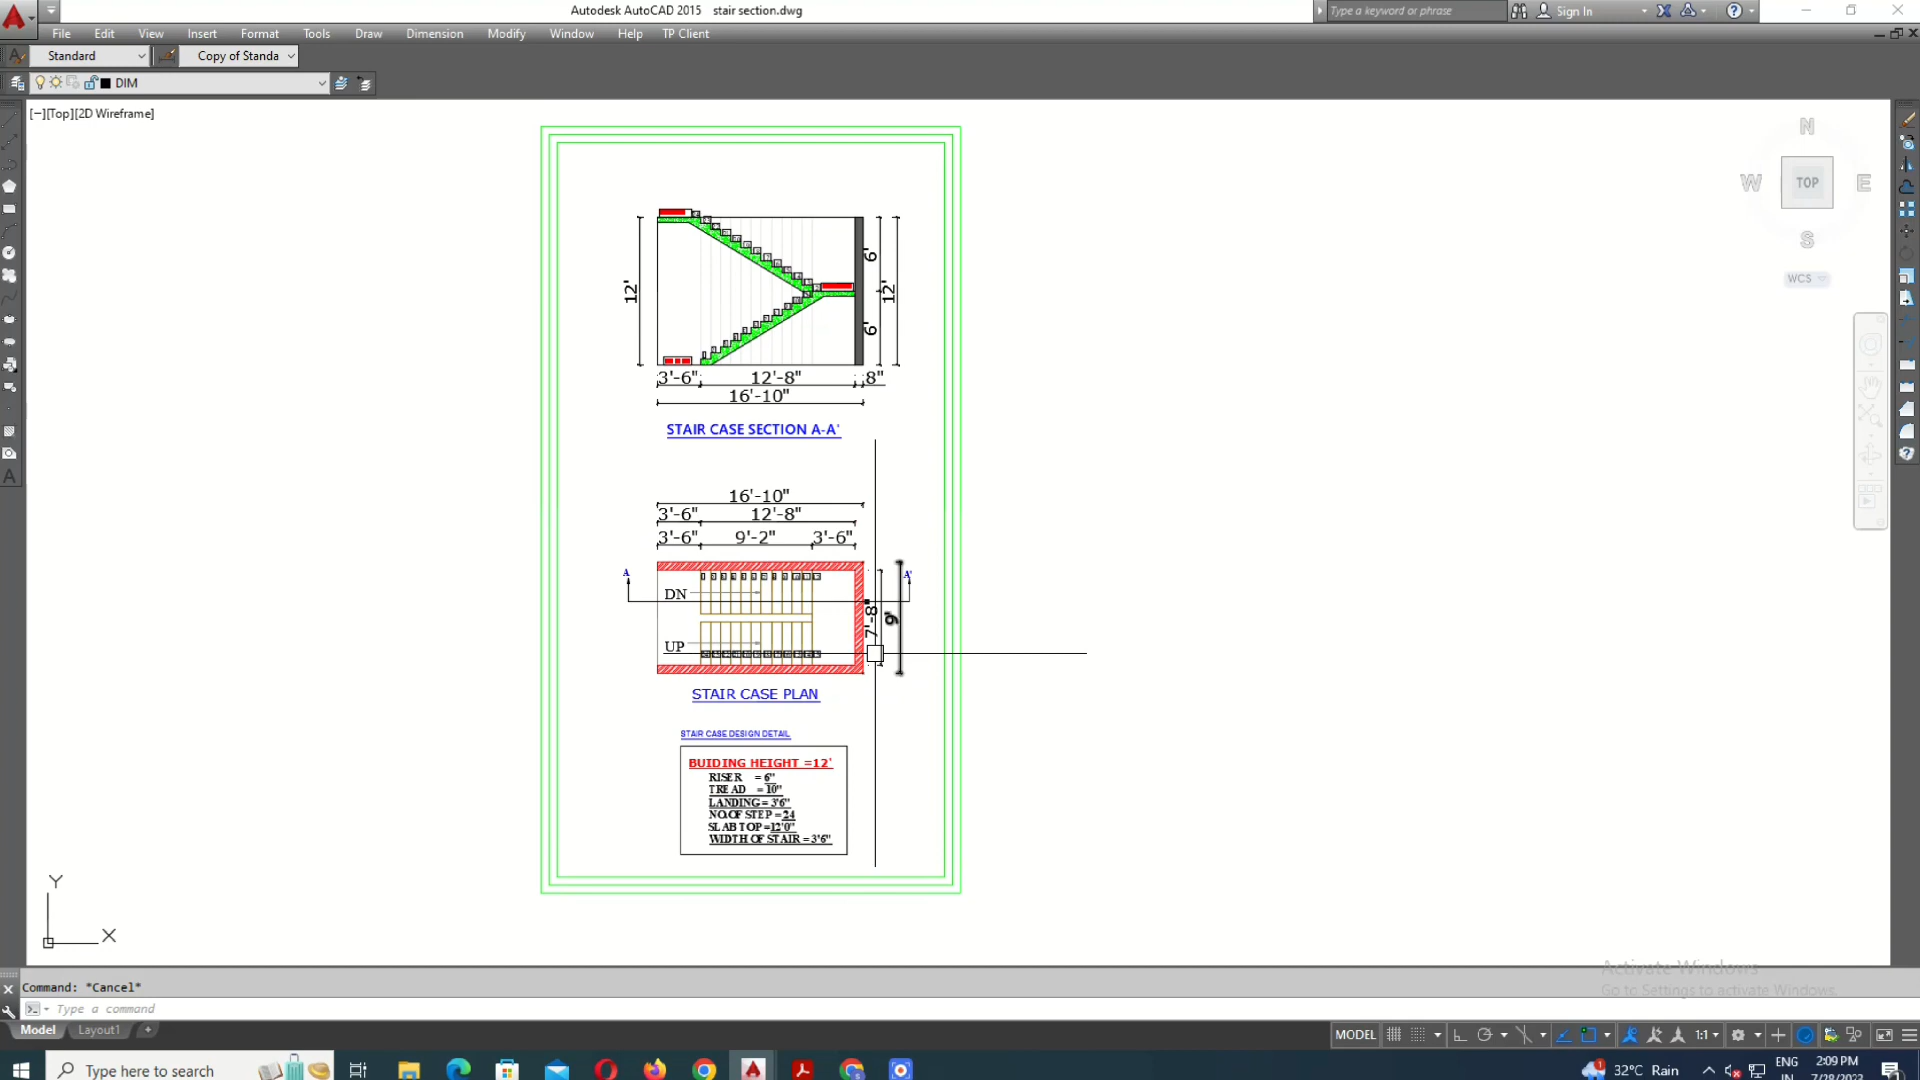 Autodesk AutoCAD 2015 stair section.dwg
Type a keyword or phrase
Sign In
File Edit View Insert Format Tools Draw Dimension Modify Window Help TP Client
Standard
Copy of Standa
DIM
[−][Top][2D Wireframe]
N
W TOP E
S
WCS
12'
6'
12'
6'
3'-6" 12'-8" 8"
16'-10"
STAIR CASE SECTION A-A'
16'-10"
3'-6" 12'-8"
3'-6" 9'-2" 3'-6"
A A'
DN
7'-8"
9'
UP
STAIR CASE PLAN
STAIR CASE DESIGN DETAIL
BUIDING HEIGHT =12'
RISER = 6"
TREAD = 10"
LANDING = 3'6"
NO.OF STEP = 24
SLAB TOP =12'0"
WIDTH OF STAIR = 3'6"
Y
X
Activate Windows
Go to Settings to activate Windows.
Command: *Cancel*
Type a command
Model Layout1 +
MODEL
1:1
Type here to search
32°C Rain
ENG
IN
2:09 PM